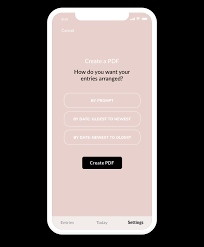 Create a PDF
How do you want your
entries arranged?
BY PROMPT
BY DATE: OLDEST TO NEWEST
BY DATE: NEWEST TO OLDEST
Create PDF
Entries Today Settings